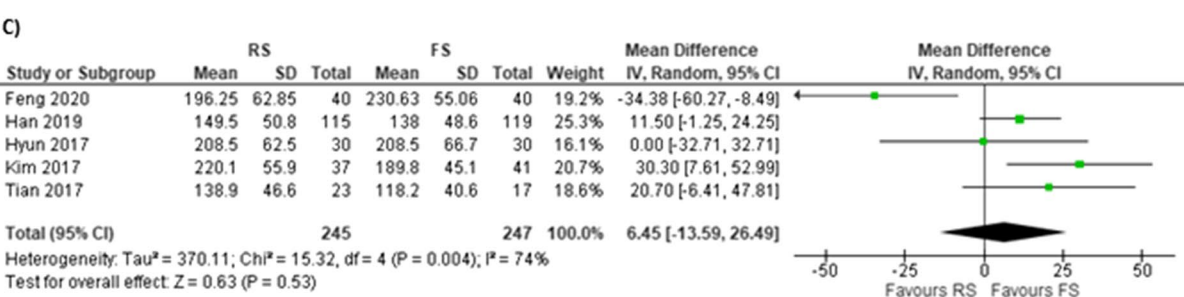 C)
RS FS Mean Difference Mean Difference
Study or Subgroup Mean SD Total Mean SD Total Weight IV, Random, 95% CI IV, Random, 95% CI
Feng 2020 196.25 62.85 40 230.63 55.06 40 19.2% -34.38 [-60.27, -8.49]
Han 2019 149.5 50.8 115 138 48.6 119 25.3% 11.50 [-1.25, 24.25]
Hyun 2017 208.5 62.5 30 208.5 66.7 30 16.1% 0.00 [-32.71, 32.71]
Kim 2017 220.1 55.9 37 189.8 45.1 41 20.7% 30.30 [7.61, 52.99]
Tian 2017 138.9 46.6 23 118.2 40.6 17 18.6% 20.70 [-6.41, 47.81]
Total (95% CI) 245 247 100.0% 6.45 [-13.59, 26.49]
Heterogeneity: Tau² = 370.11; Chi² = 15.32, df = 4 (P = 0.004); I² = 74%
Test for overall effect: Z = 0.63 (P = 0.53)
-50 -25 0 25 50
Favours RS Favours FS